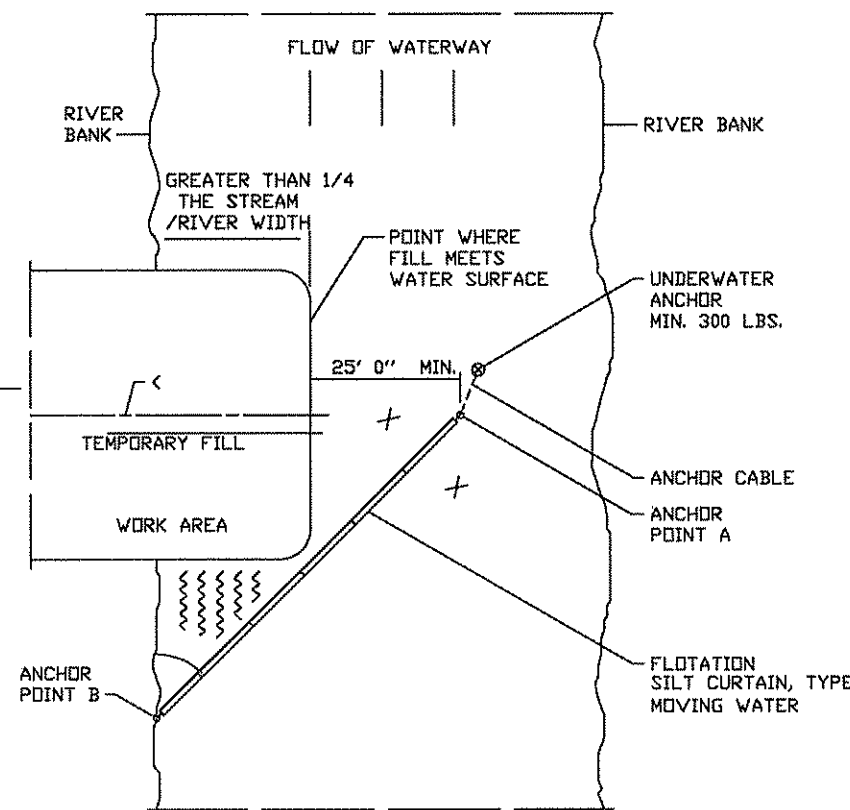 FLOW OF WATERWAY
RIVER
BANK
RIVER BANK
GREATER THAN 1/4
THE STREAM
/RIVER WIDTH
POINT WHERE
FILL MEETS
WATER SURFACE
UNDERWATER
ANCHOR
MIN. 300 LBS.
25' 0" MIN.
TEMPORARY FILL
ANCHOR CABLE
ANCHOR
POINT A
WORK AREA
ANCHOR
POINT B
FLOTATION
SILT CURTAIN, TYPE
MOVING WATER